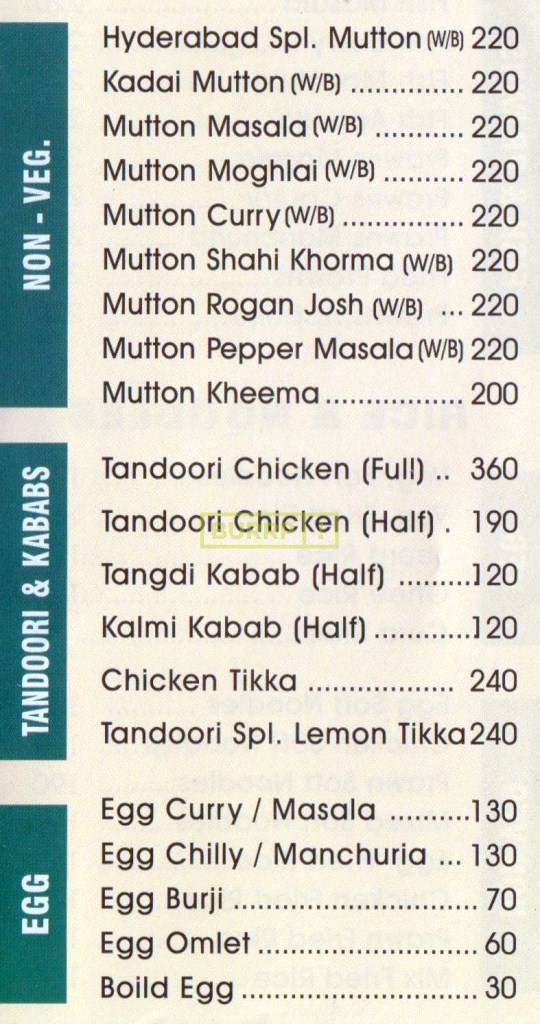 NON - VEG.
Hyderabad Spl. Mutton (W/B) 220
Kadai Mutton (W/B) .............. 220
Mutton Masala (W/B) ........... 220
Mutton Moghlai (W/B) .......... 220
Mutton Curry (W/B) ............... 220
Mutton Shahi Khorma (W/B) 220
Mutton Rogan Josh (W/B) ... 220
Mutton Pepper Masala (W/B) 220
Mutton Kheema.................. 200
TANDOORI & KABABS
Tandoori Chicken (Full) .. 360
Tandoori Chicken (Half) . 190
BURRP !
Tangdi Kabab (Half) .........120
Kalmi Kabab (Half) ............120
Chicken Tikka ................... 240
Tandoori Spl. Lemon Tikka 240
EGG
Egg Curry / Masala ..........130
Egg Chilly / Manchuria ... 130
Egg Burji ............................. 70
Egg Omlet .......................... 60
Boild Egg ............................ 30